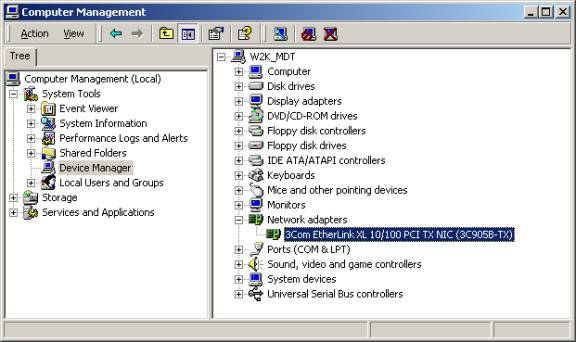 Computer Management
Action View
Tree
Computer Management (Local)
System Tools
Event Viewer
System Information
Performance Logs and Alerts
Shared Folders
Device Manager
Local Users and Groups
Storage
Services and Applications
W2K_MDT
Computer
Disk drives
Display adapters
DVD/CD-ROM drives
Floppy disk controllers
Floppy disk drives
IDE ATA/ATAPI controllers
Keyboards
Mice and other pointing devices
Monitors
Network adapters
3Com EtherLink XL 10/100 PCI TX NIC (3C905B-TX)
Ports (COM & LPT)
Sound, video and game controllers
System devices
Universal Serial Bus controllers